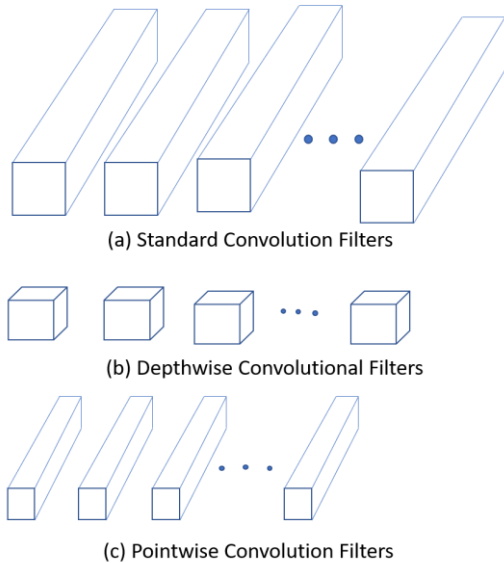 (a) Standard Convolution Filters
(b) Depthwise Convolutional Filters
(c) Pointwise Convolution Filters